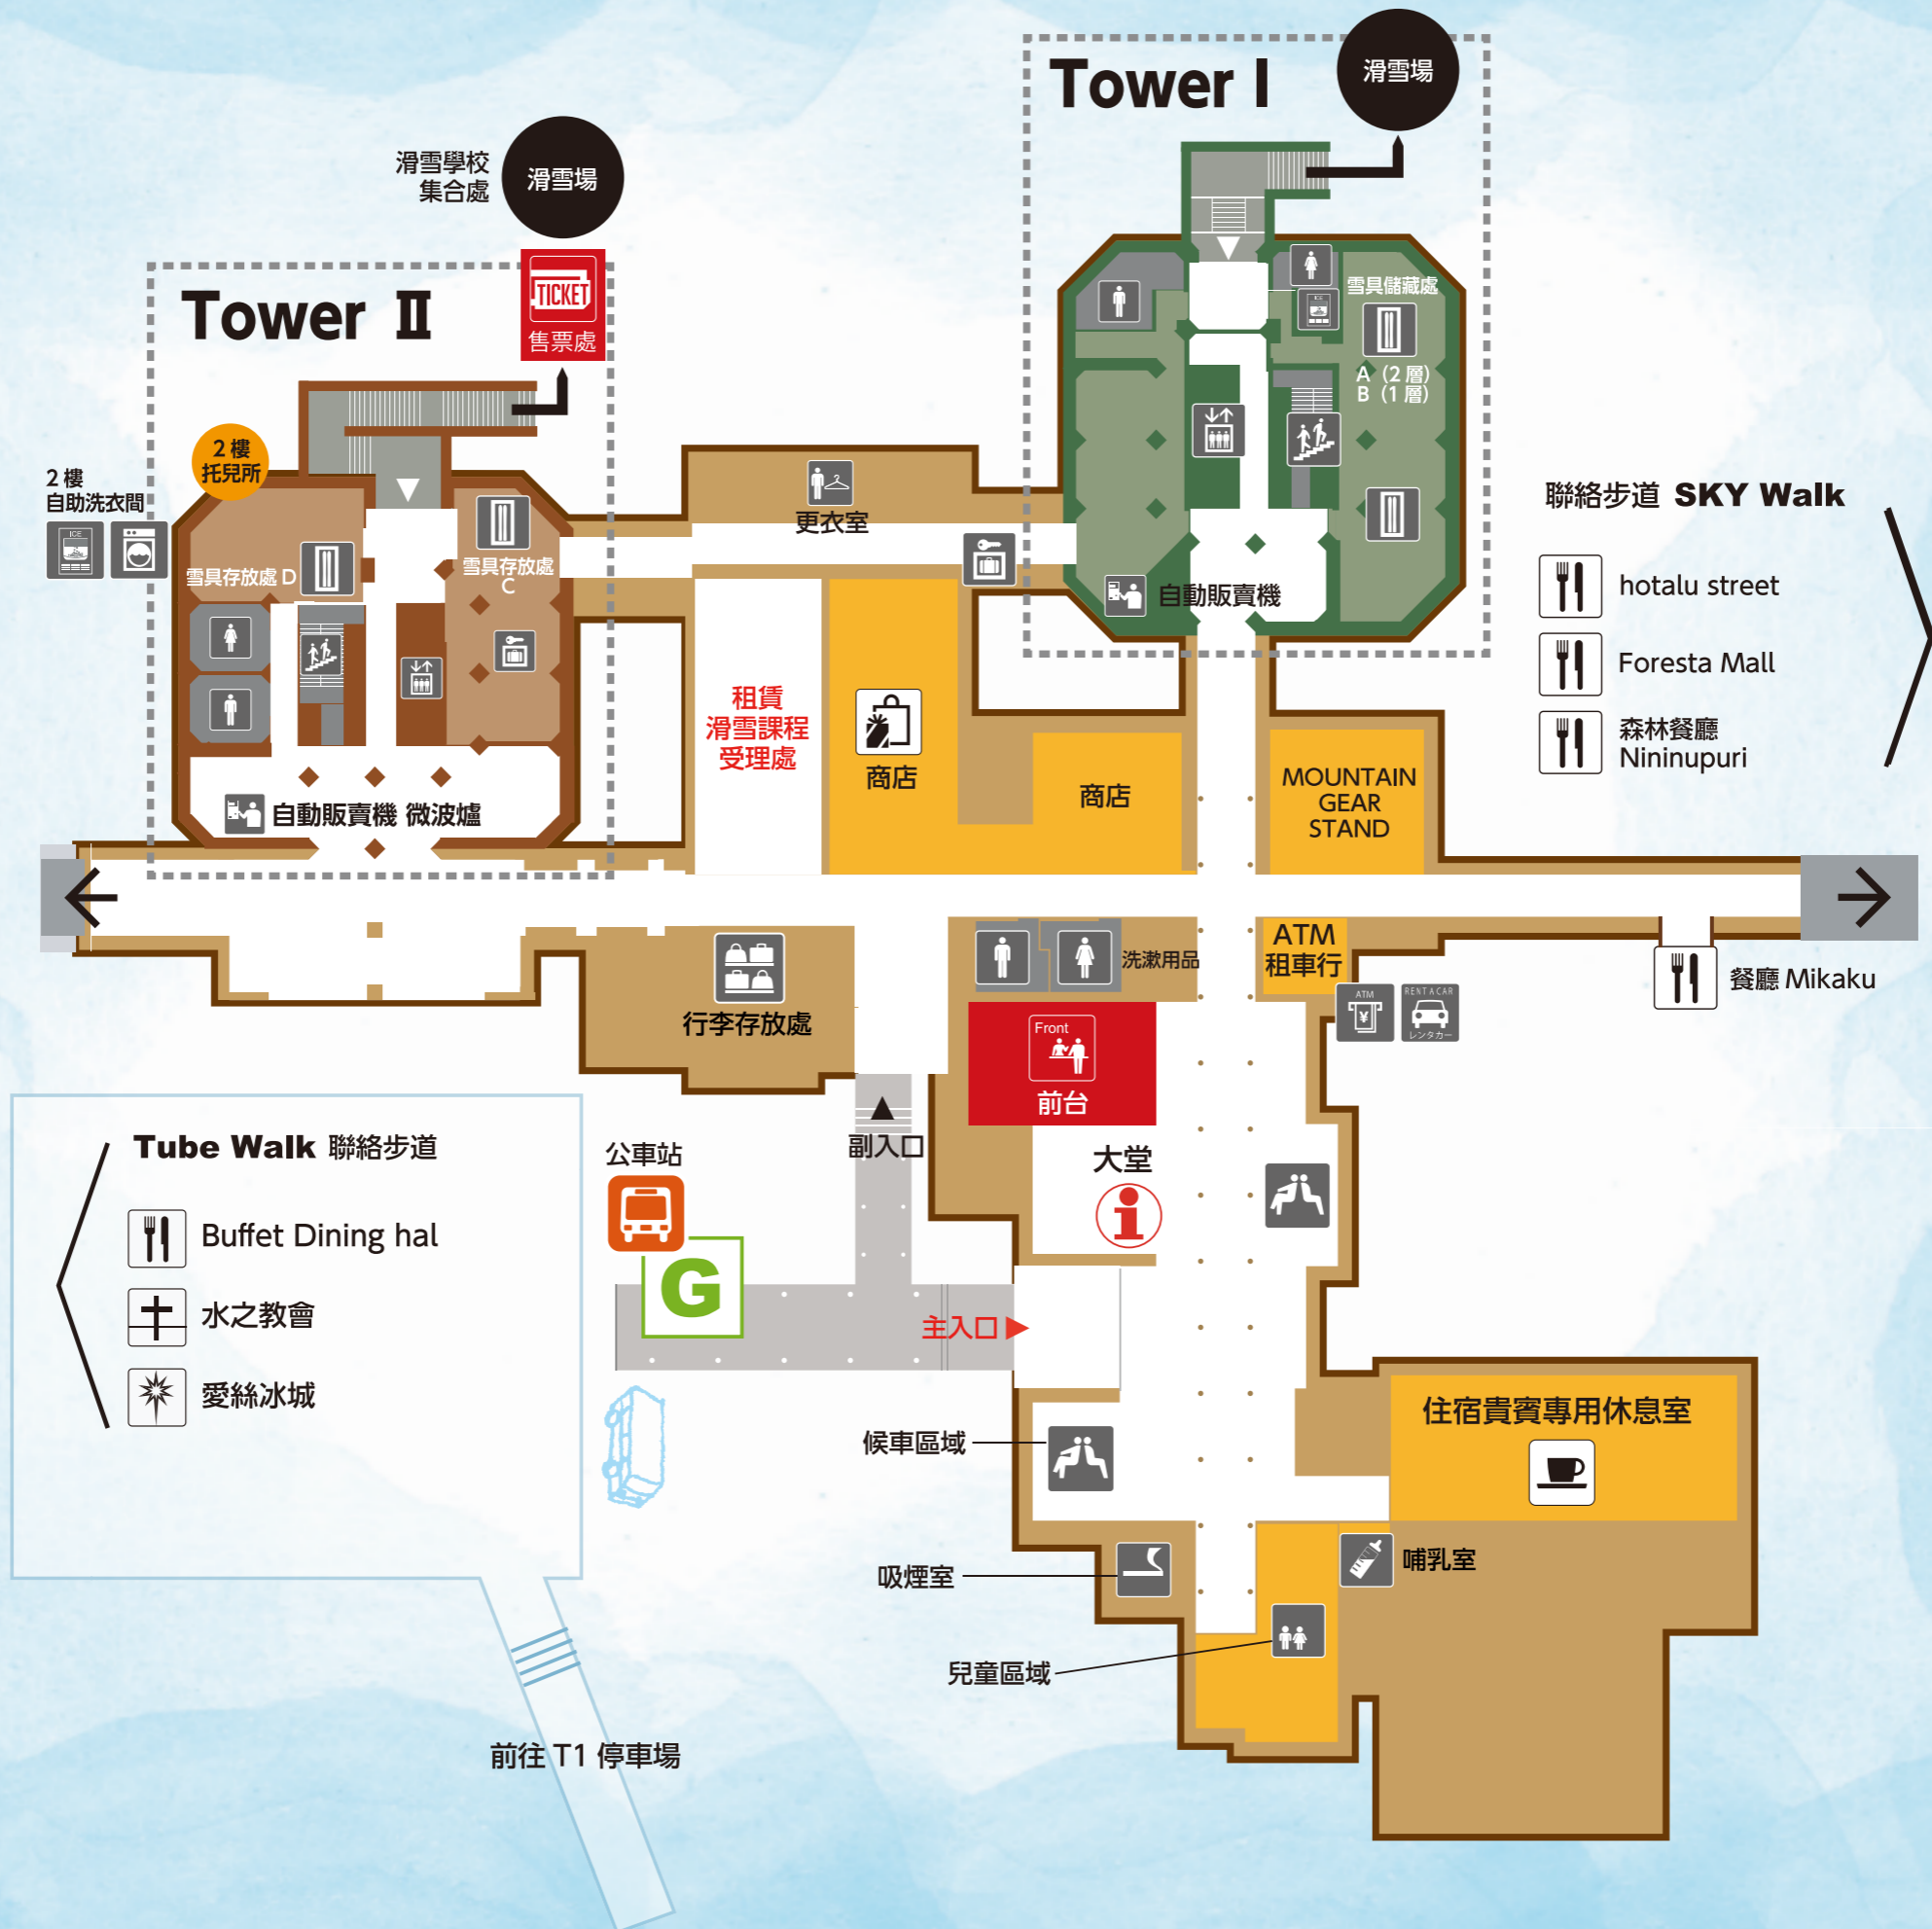 Tower I
滑雪場
滑雪學校
集合處
滑雪場
TICKET
售票處
Tower II
2 樓
托兒所
2 樓
自助洗衣間
ICE
雪具存放處 D
雪具存放處
C
自動販賣機 微波爐
更衣室
ICE
雪具儲藏處
A（2 層）
B（1 層）
自動販賣機
聯絡步道 SKY Walk
hotalu street
Foresta Mall
森林餐廳
Nininupuri
租賃
滑雪課程
受理處
商店
商店
MOUNTAIN
GEAR
STAND
行李存放處
洗漱用品
ATM
租車行
ATM
RENT A CAR
レンタカー
餐廳 Mikaku
Front
前台
大堂
副入口
公車站
G
主入口
Tube Walk 聯絡步道
Buffet Dining hal
水之教會
愛絲冰城
候車區域
住宿貴賓專用休息室
吸煙室
哺乳室
兒童區域
前往 T1 停車場